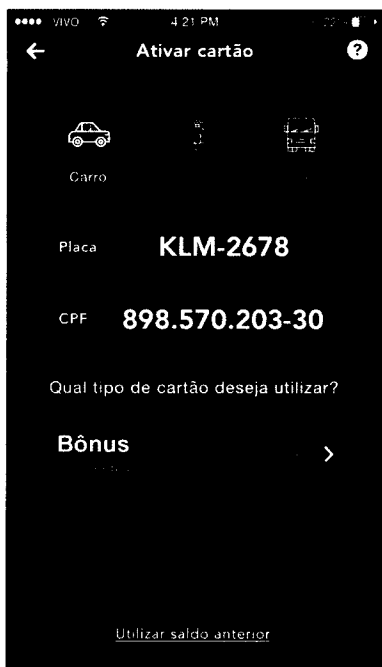 VIVO 4:21 PM
Ativar cartão ?
Carro
Placa KLM-2678
CPF 898.570.203-30
Qual tipo de cartão deseja utilizar?
Bônus
Utilizar saldo anterior